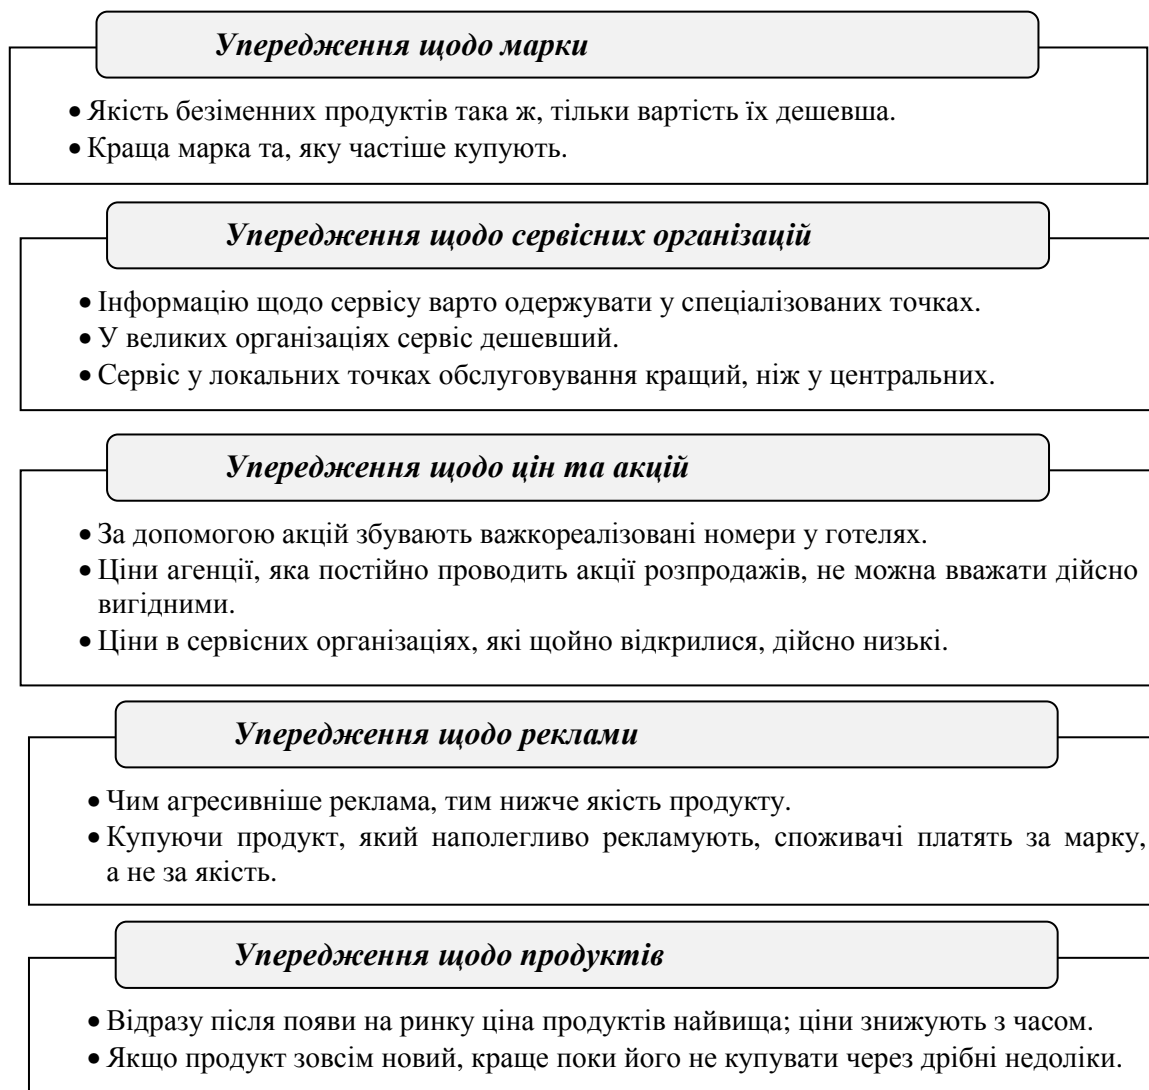 Упередження щодо марки
• Якість безіменних продуктів така ж, тільки вартість їх дешевша.
• Краща марка та, яку частіше купують.
Упередження щодо сервісних організацій
• Інформацію щодо сервісу варто одержувати у спеціалізованих точках.
• У великих організаціях сервіс дешевший.
• Сервіс у локальних точках обслуговування кращий, ніж у центральних.
Упередження щодо цін та акцій
• За допомогою акцій збувають важкореалізовані номери у готелях.
• Ціни агенції, яка постійно проводить акції розпродажів, не можна вважати дійсно
вигідними.
• Ціни в сервісних організаціях, які щойно відкрилися, дійсно низькі.
Упередження щодо реклами
• Чим агресивніше реклама, тим нижче якість продукту.
• Купуючи продукт, який наполегливо рекламують, споживачі платять за марку,
а не за якість.
Упередження щодо продуктів
• Відразу після появи на ринку ціна продуктів найвища; ціни знижують з часом.
• Якщо продукт зовсім новий, краще поки його не купувати через дрібні недоліки.